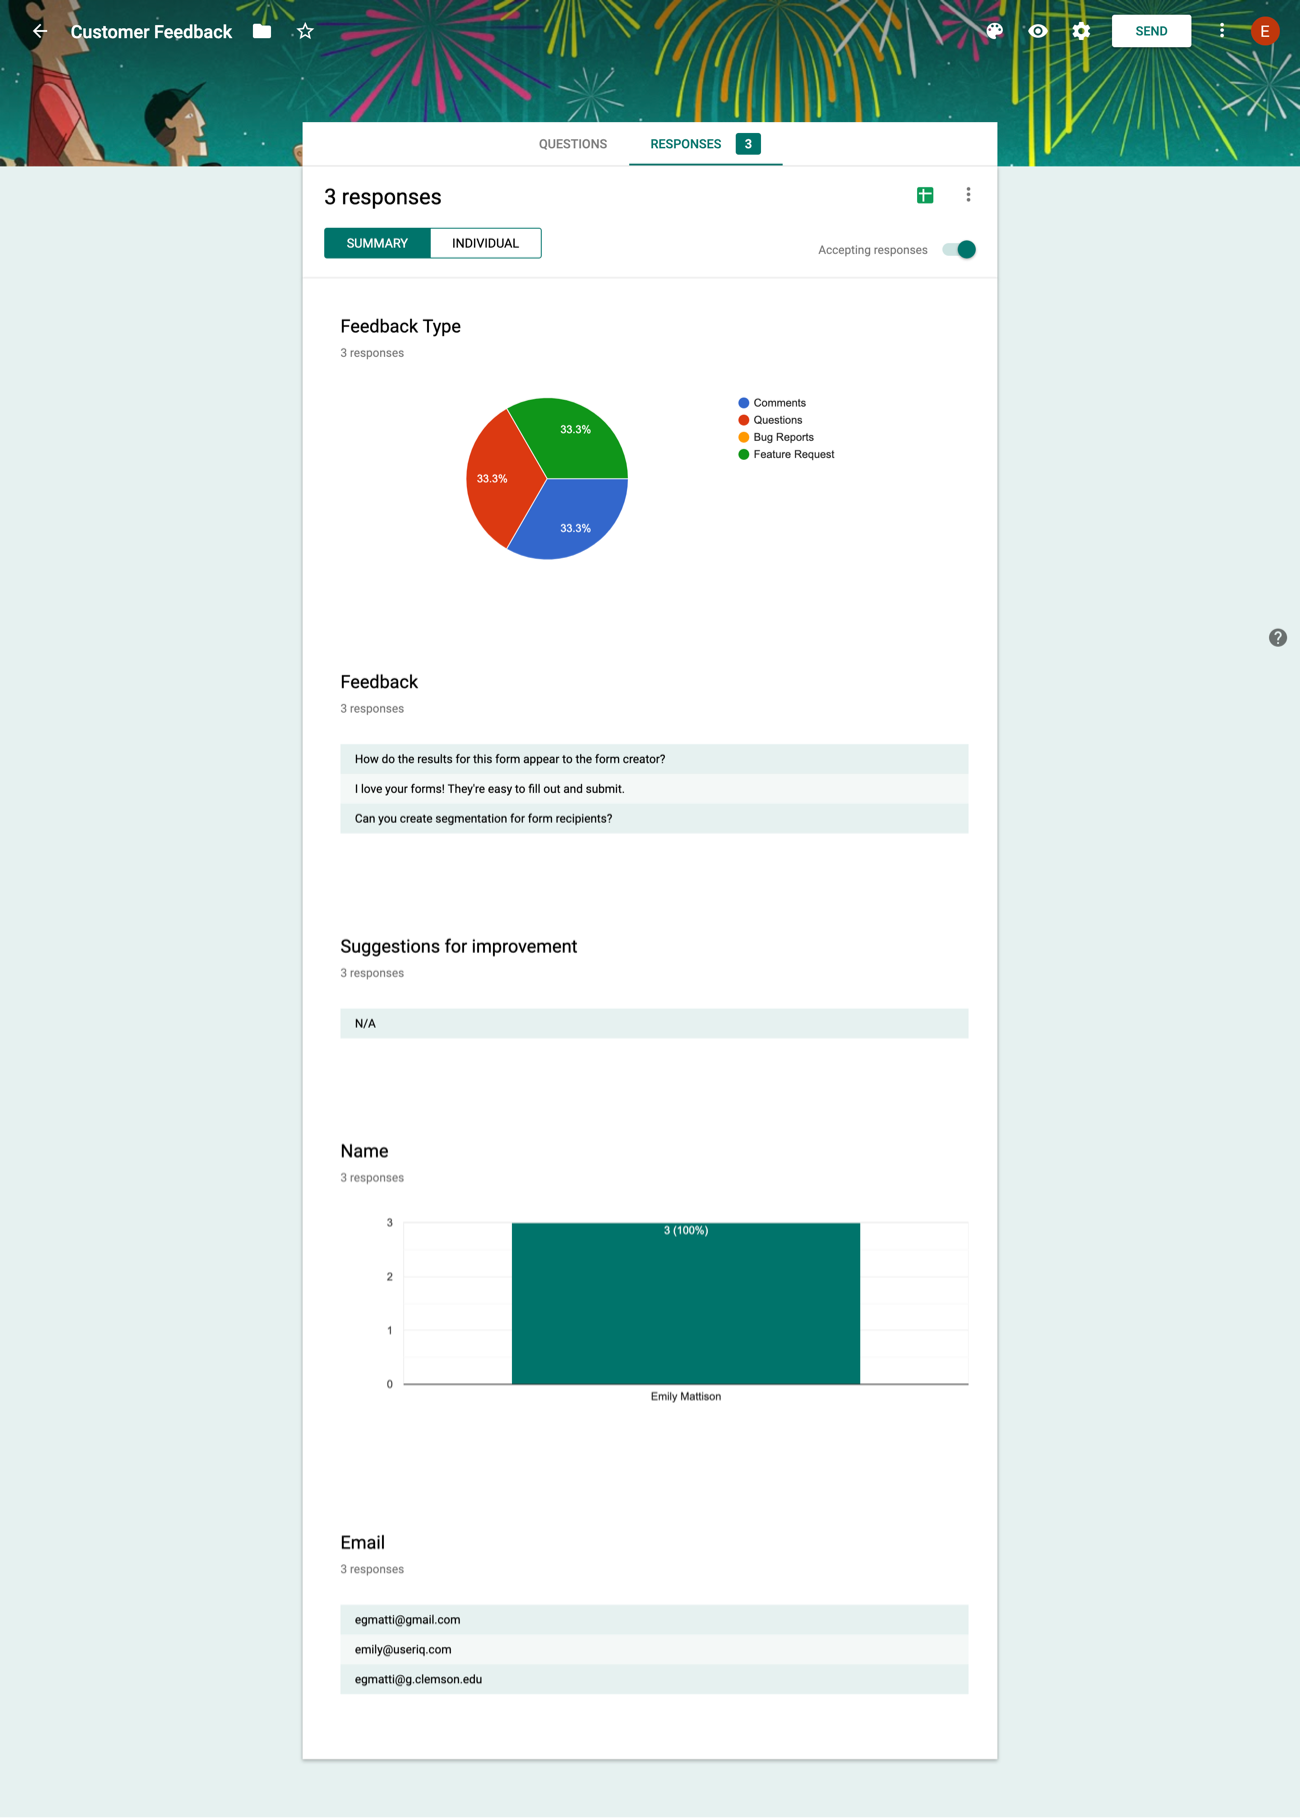 Customer Feedback
SEND
E
QUESTIONS
RESPONSES 3
3 responses
SUMMARY
INDIVIDUAL
Accepting responses
Feedback Type
3 responses
33.3%
33.3%
33.3%
Comments
Questions
Bug Reports
Feature Request
Feedback
3 responses
How do the results for this form appear to the form creator?
I love your forms! They're easy to fill out and submit.
Can you create segmentation for form recipients?
Suggestions for improvement
3 responses
N/A
Name
3 responses
3
2
1
0
3 (100%)
Emily Mattison
Email
3 responses
egmatti@gmail.com
emily@useriq.com
egmatti@g.clemson.edu